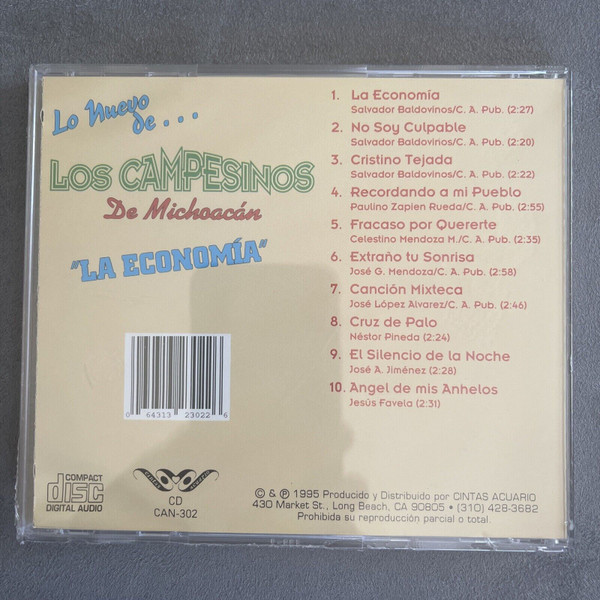 Lo Nuevo
de...
LOS CAMPESINOS
De Michoacán
"LA ECONOMÍA"
1. La Economía
Salvador Baldovinos/C. A. Pub. (2:27)
2. No Soy Culpable
Salvador Baldovinos/C. A. Pub. (2:20)
3. Cristino Tejada
Salvador Baldovinos/C. A. Pub. (2:22)
4. Recordando a mi Pueblo
Paulino Zapien Rueda/C. A. Pub. (2:55)
5. Fracaso por Quererte
Celestino Mendoza M./C. A. Pub. (2:35)
6. Extraño tu Sonrisa
José G. Mendoza/C. A. Pub. (2:58)
7. Canción Mixteca
José López Alvarez/C. A. Pub. (2:46)
8. Cruz de Palo
Néstor Pineda (2:24)
9. El Silencio de la Noche
José A. Jiménez (2:28)
10. Angel de mis Anhelos
Jesús Favela (2:31)
0 64313 23022 6
COMPACT
disc
DIGITAL AUDIO
CD
CAN-302
© & ℗ 1995 Producido y Distribuido por CINTAS ACUARIO
430 Market St., Long Beach, CA 90805 • (310) 428-3682
Prohibida su reproducción parcial o total.